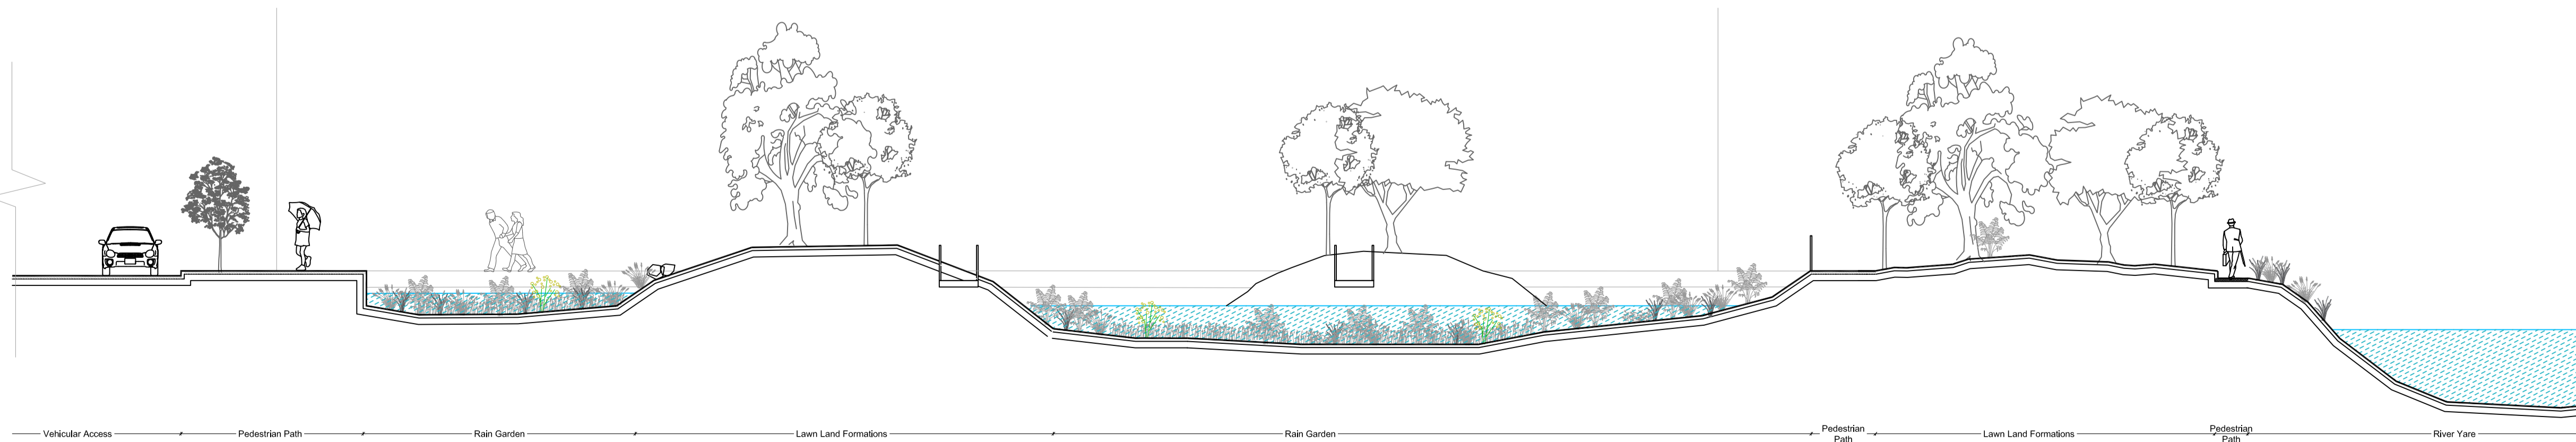 Vehicular Access
Pedestrian Path
Rain Garden
Lawn Land Formations
Rain Garden
Pedestrian
Path
Lawn Land Formations
Pedestrian
Path
River Yare